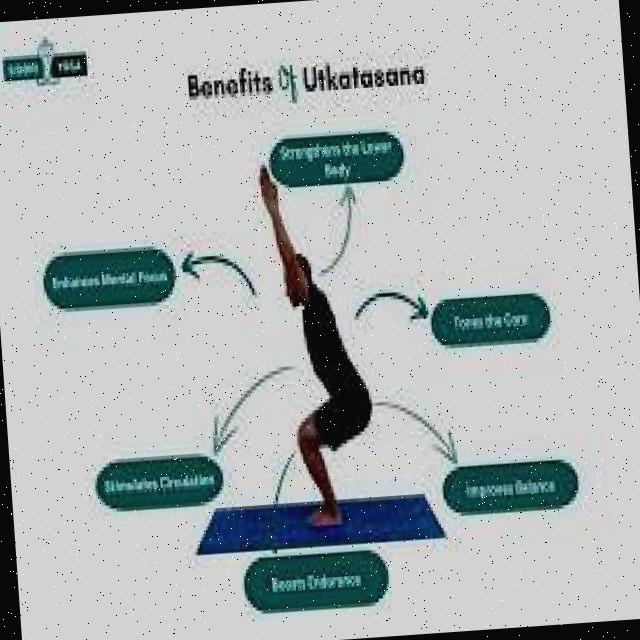 YOGA
Benefits Of Utkatasana
Strengthens the Lower
Body
Enhances Mental Focus
Tones the Core
Stimulates Circulation
Improves Balance
Boosts Endurance